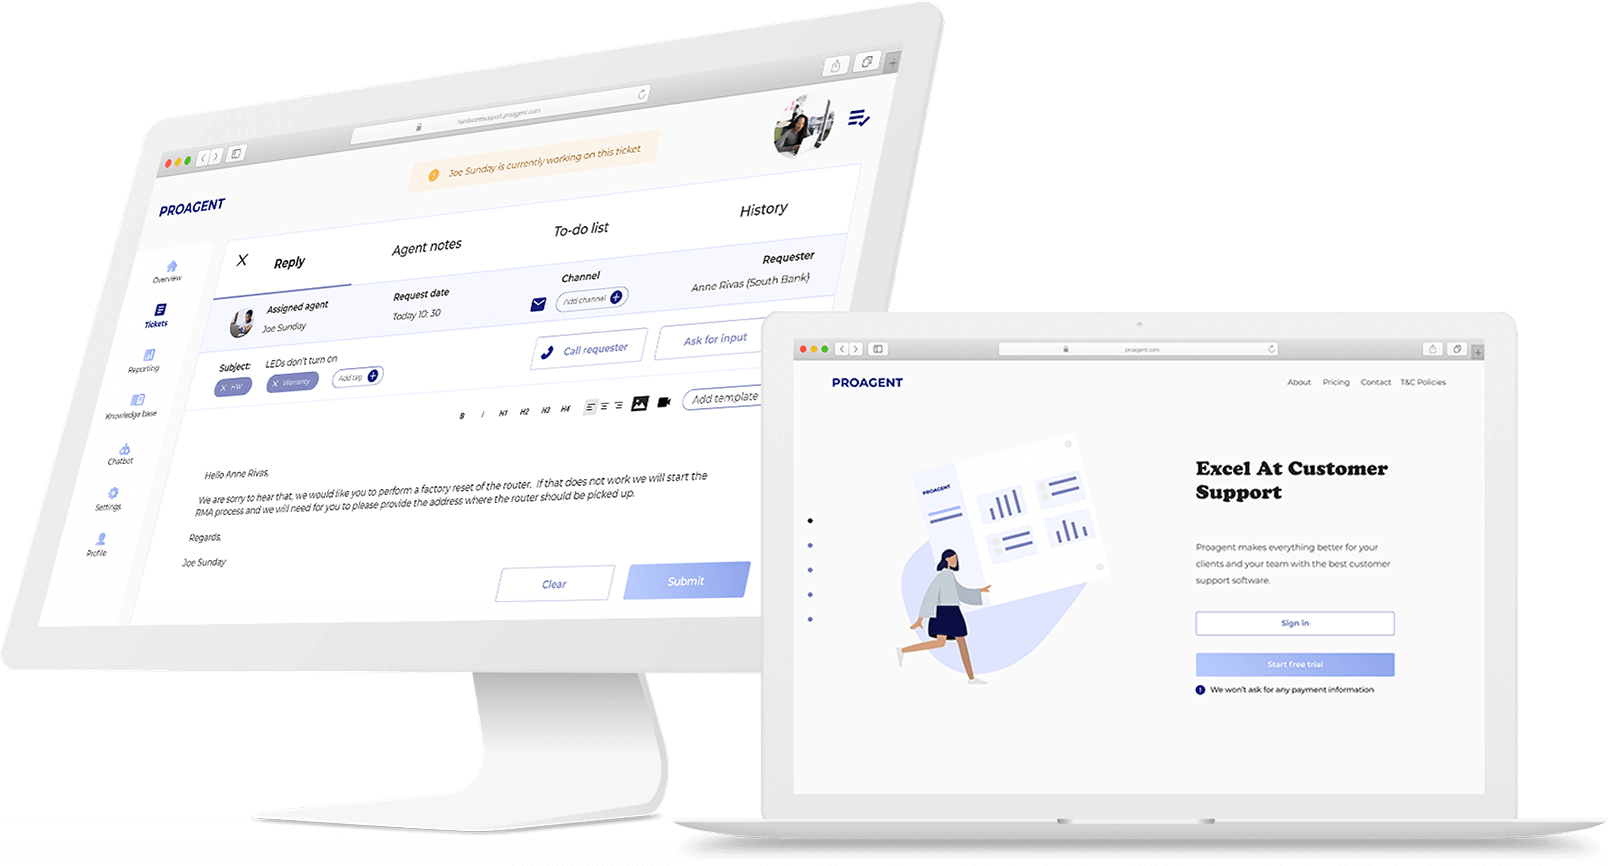 hardwaresupport.proagent.com
Joe Sunday is currently working on this ticket
PROAGENT
Overview
Tickets
Reporting
Knowledge base
Chatbot
Settings
Profile
X
Reply
Agent notes
To-do list
History
Assigned agent
Joe Sunday
Request date
Today 10: 30
Channel
Add channel
Requester
Anne Rivas (South Bank)
Call requester
Ask for input
Subject:
LEDs don't turn on
X HW
X Warranty
Add tag
B
I
H1
H2
H3
H4
Add template
Hello Anne Rivas,
We are sorry to hear that, we would like you to perform a factory reset of the router. If that does not work we will start the
RMA process and we will need for you to please provide the address where the router should be picked up.
Regards,
Joe Sunday
Clear
Submit
proagent.com
PROAGENT
About
Pricing
Contact
T&C Policies
PROAGENT
Excel At Customer
Support
Proagent makes everything better for your
clients and your team with the best customer
support software.
Sign in
Start free trial
We won't ask for any payment information